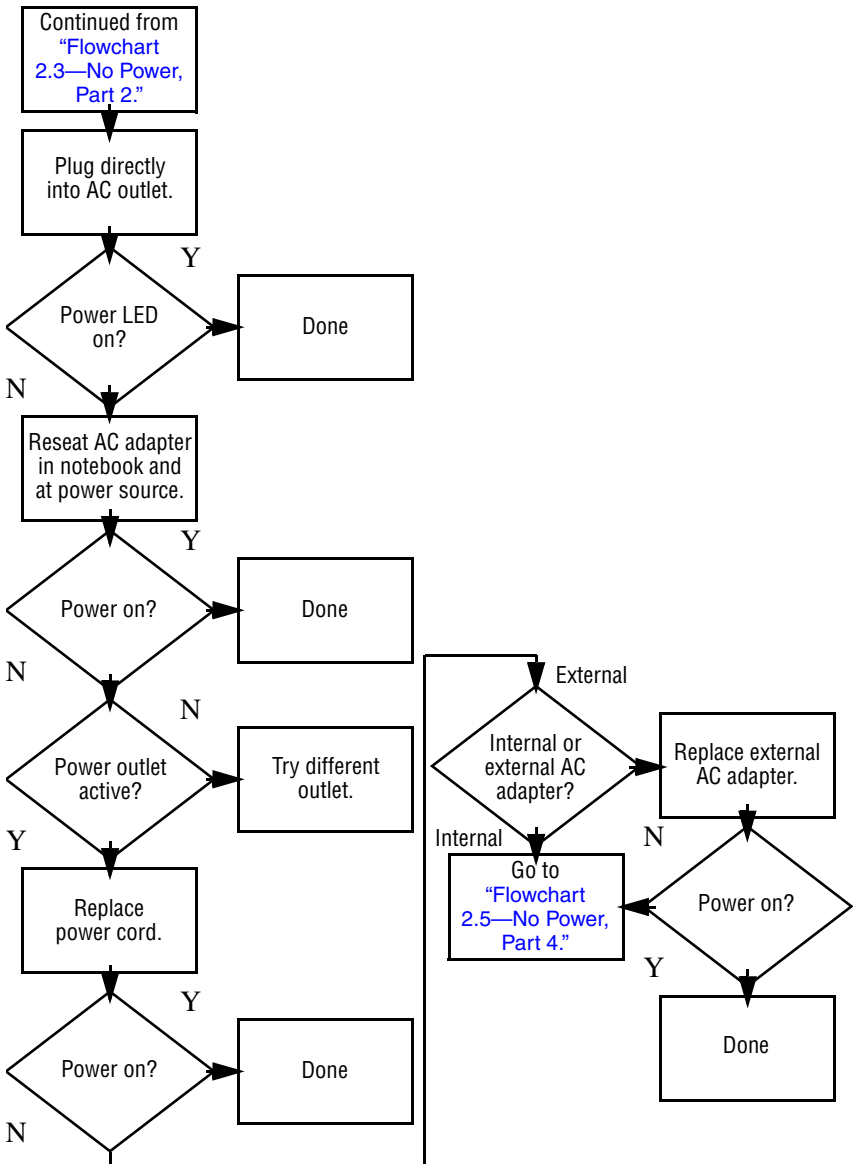 Continued from
“Flowchart
2.3—No Power,
Part 2.”
Plug directly
into AC outlet.
Y
Power LED
on?
Done
N
Reseat AC adapter
in notebook and
at power source.
Y
Power on?
Done
N
N
Power outlet
active?
Try different
outlet.
Y
Replace
power cord.
Y
Power on?
Done
N
External
Internal or
external AC
adapter?
Replace external
AC adapter.
Internal
N
Go to
“Flowchart
2.5—No Power,
Part 4.”
Power on?
Y
Done